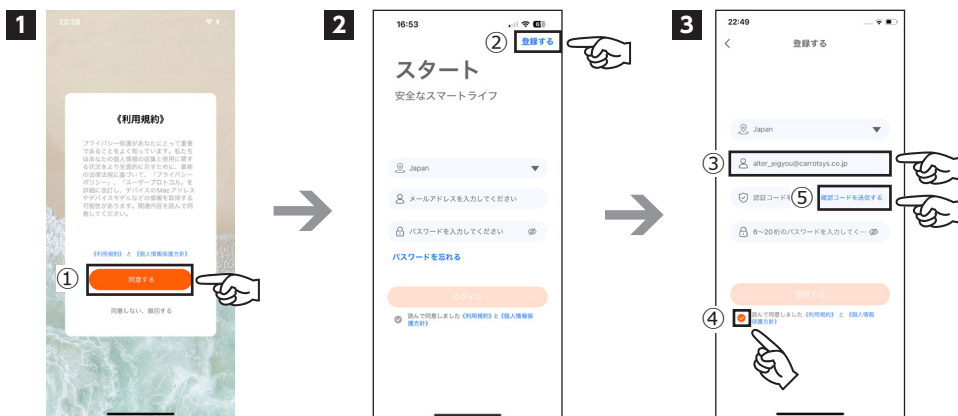 1
22:26
《利用規約》
プライバシー保護があなたにとって重要
であることをよく知っています。私たち
はあなたの個人情報の収集と使用に関す
る状況をより全面的に示すために、最新
の法律法規に基づいて、「プライバシー
ポリシー」、「ユーザープロトコル」を
詳細に改訂し、デバイスのMacアドレス
やデバイスモデルなどの情報を取得する
可能性があります。関連内容を読んで同
意してください。
《利用規約》 と 《個人情報保護方針》
①
同意する
同意しない、撤回する
2
16:53
②
登録する
スタート
安全なスマートライフ
Japan
メールアドレスを入力してください
パスワードを入力してください
パスワードを忘れる
ログイン
読んで同意しました《利用規約》と《個人情報保
護方針》
3
22:49
登録する
Japan
③
alter_eigyou@carrotsys.co.jp
認証コードを
⑤
確認コードを送信する
6〜20桁のパスワードを入力してく…
登録する
④
読んで同意しました《利用規約》 と 《個人情報
保護方針》